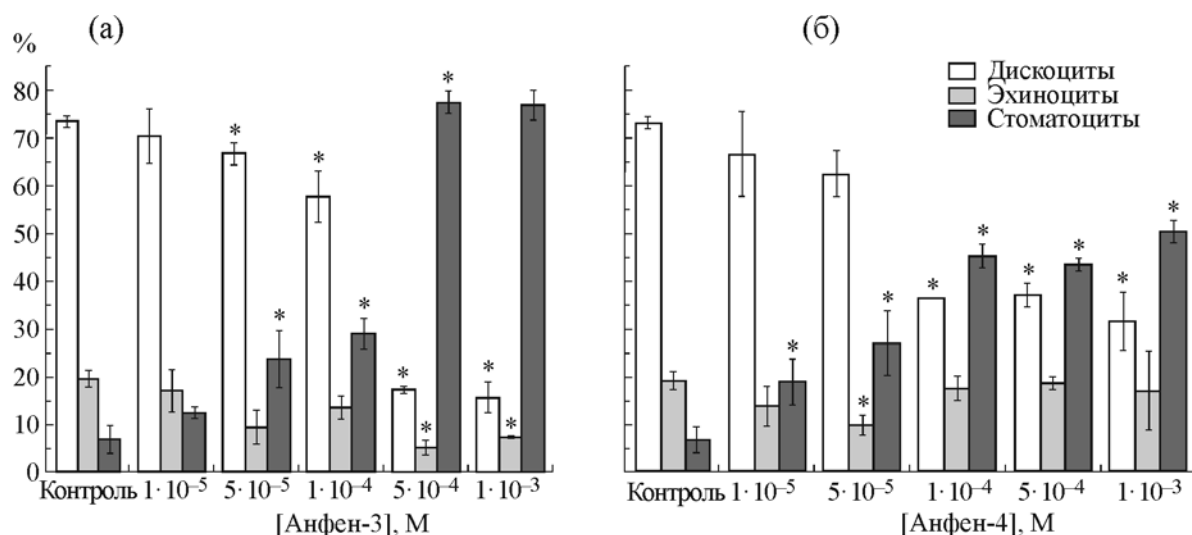 (а)
(б)
%
Дискоциты
Эхиноциты
Стоматоциты
80
70
60
50
40
30
20
10
0
* * * * * * * * *
* * * * * * * * *
Контроль 1·10⁻⁵ 5·10⁻⁵ 1·10⁻⁴ 5·10⁻⁴ 1·10⁻³
Контроль 1·10⁻⁵ 5·10⁻⁵ 1·10⁻⁴ 5·10⁻⁴ 1·10⁻³
[Анфен-3], М
[Анфен-4], М